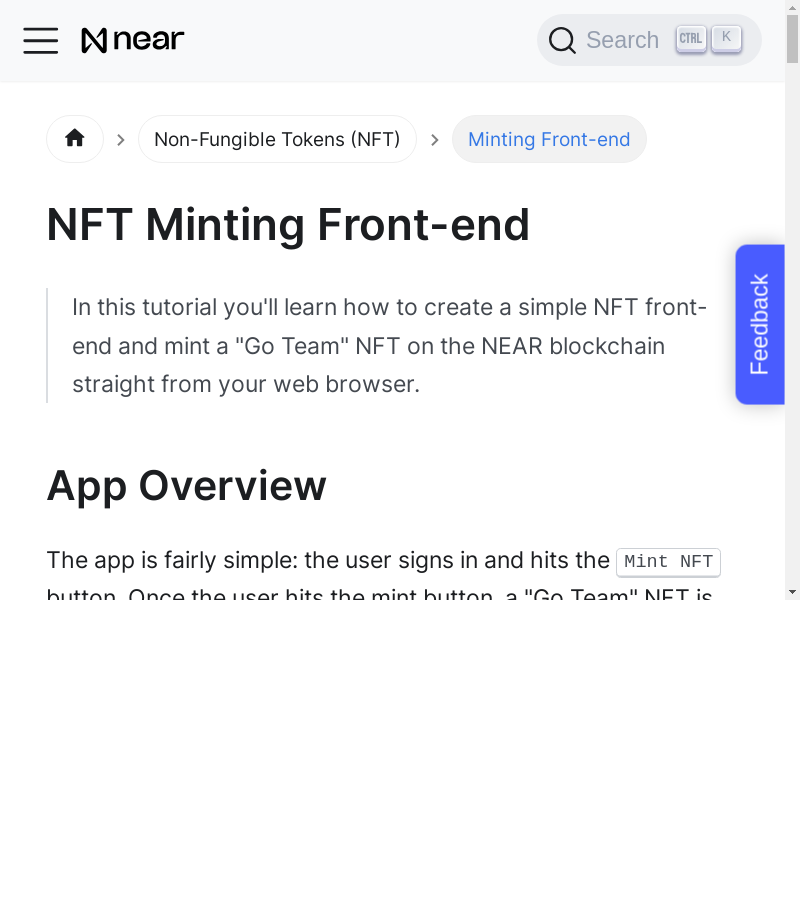 near
Search CTRL K
Non-Fungible Tokens (NFT) Minting Front-end
NFT Minting Front-end
In this tutorial you'll learn how to create a simple NFT front-
end and mint a "Go Team" NFT on the NEAR blockchain
straight from your web browser.
Feedback
App Overview
The app is fairly simple: the user signs in and hits the Mint NFT
button. Once the user hits the mint button, a "Go Team" NFT is